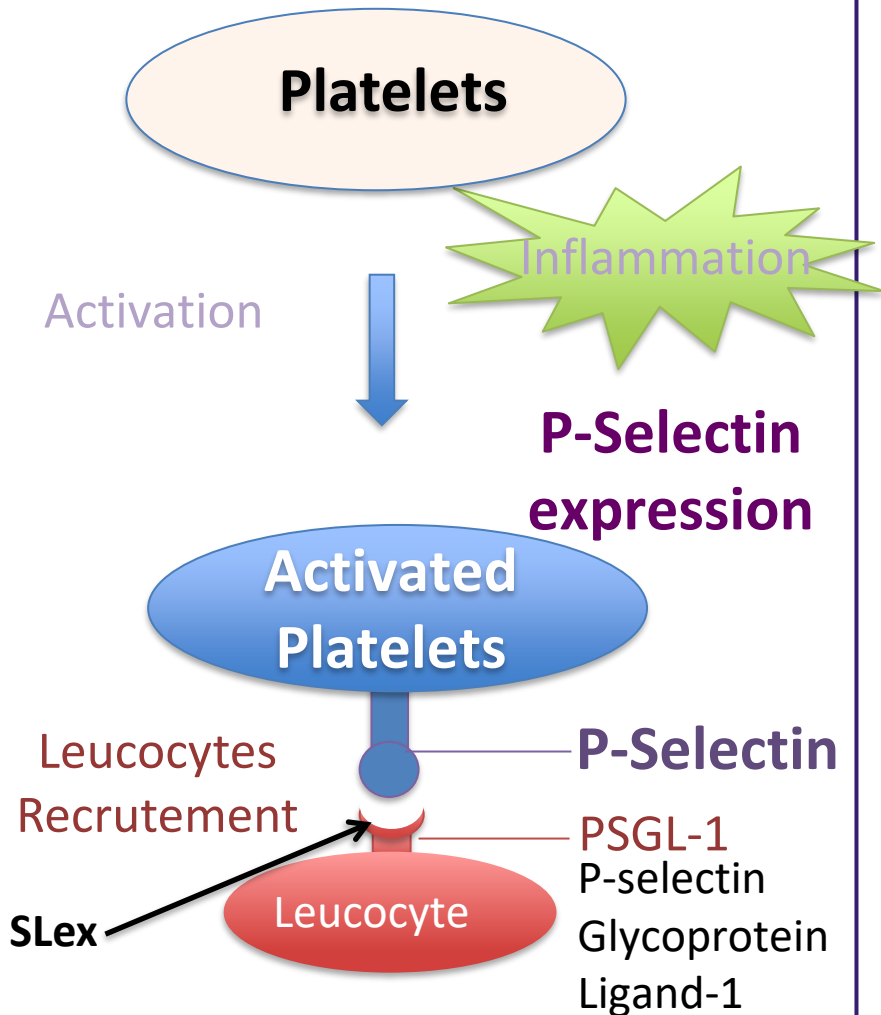 Platelets
Inflammation
Activation
P-Selectin
expression
Activated
Platelets
Leucocytes
Recrutement
P-Selectin
PSGL-1
P-selectin
Glycoprotein
Ligand-1
Leucocyte
SLex